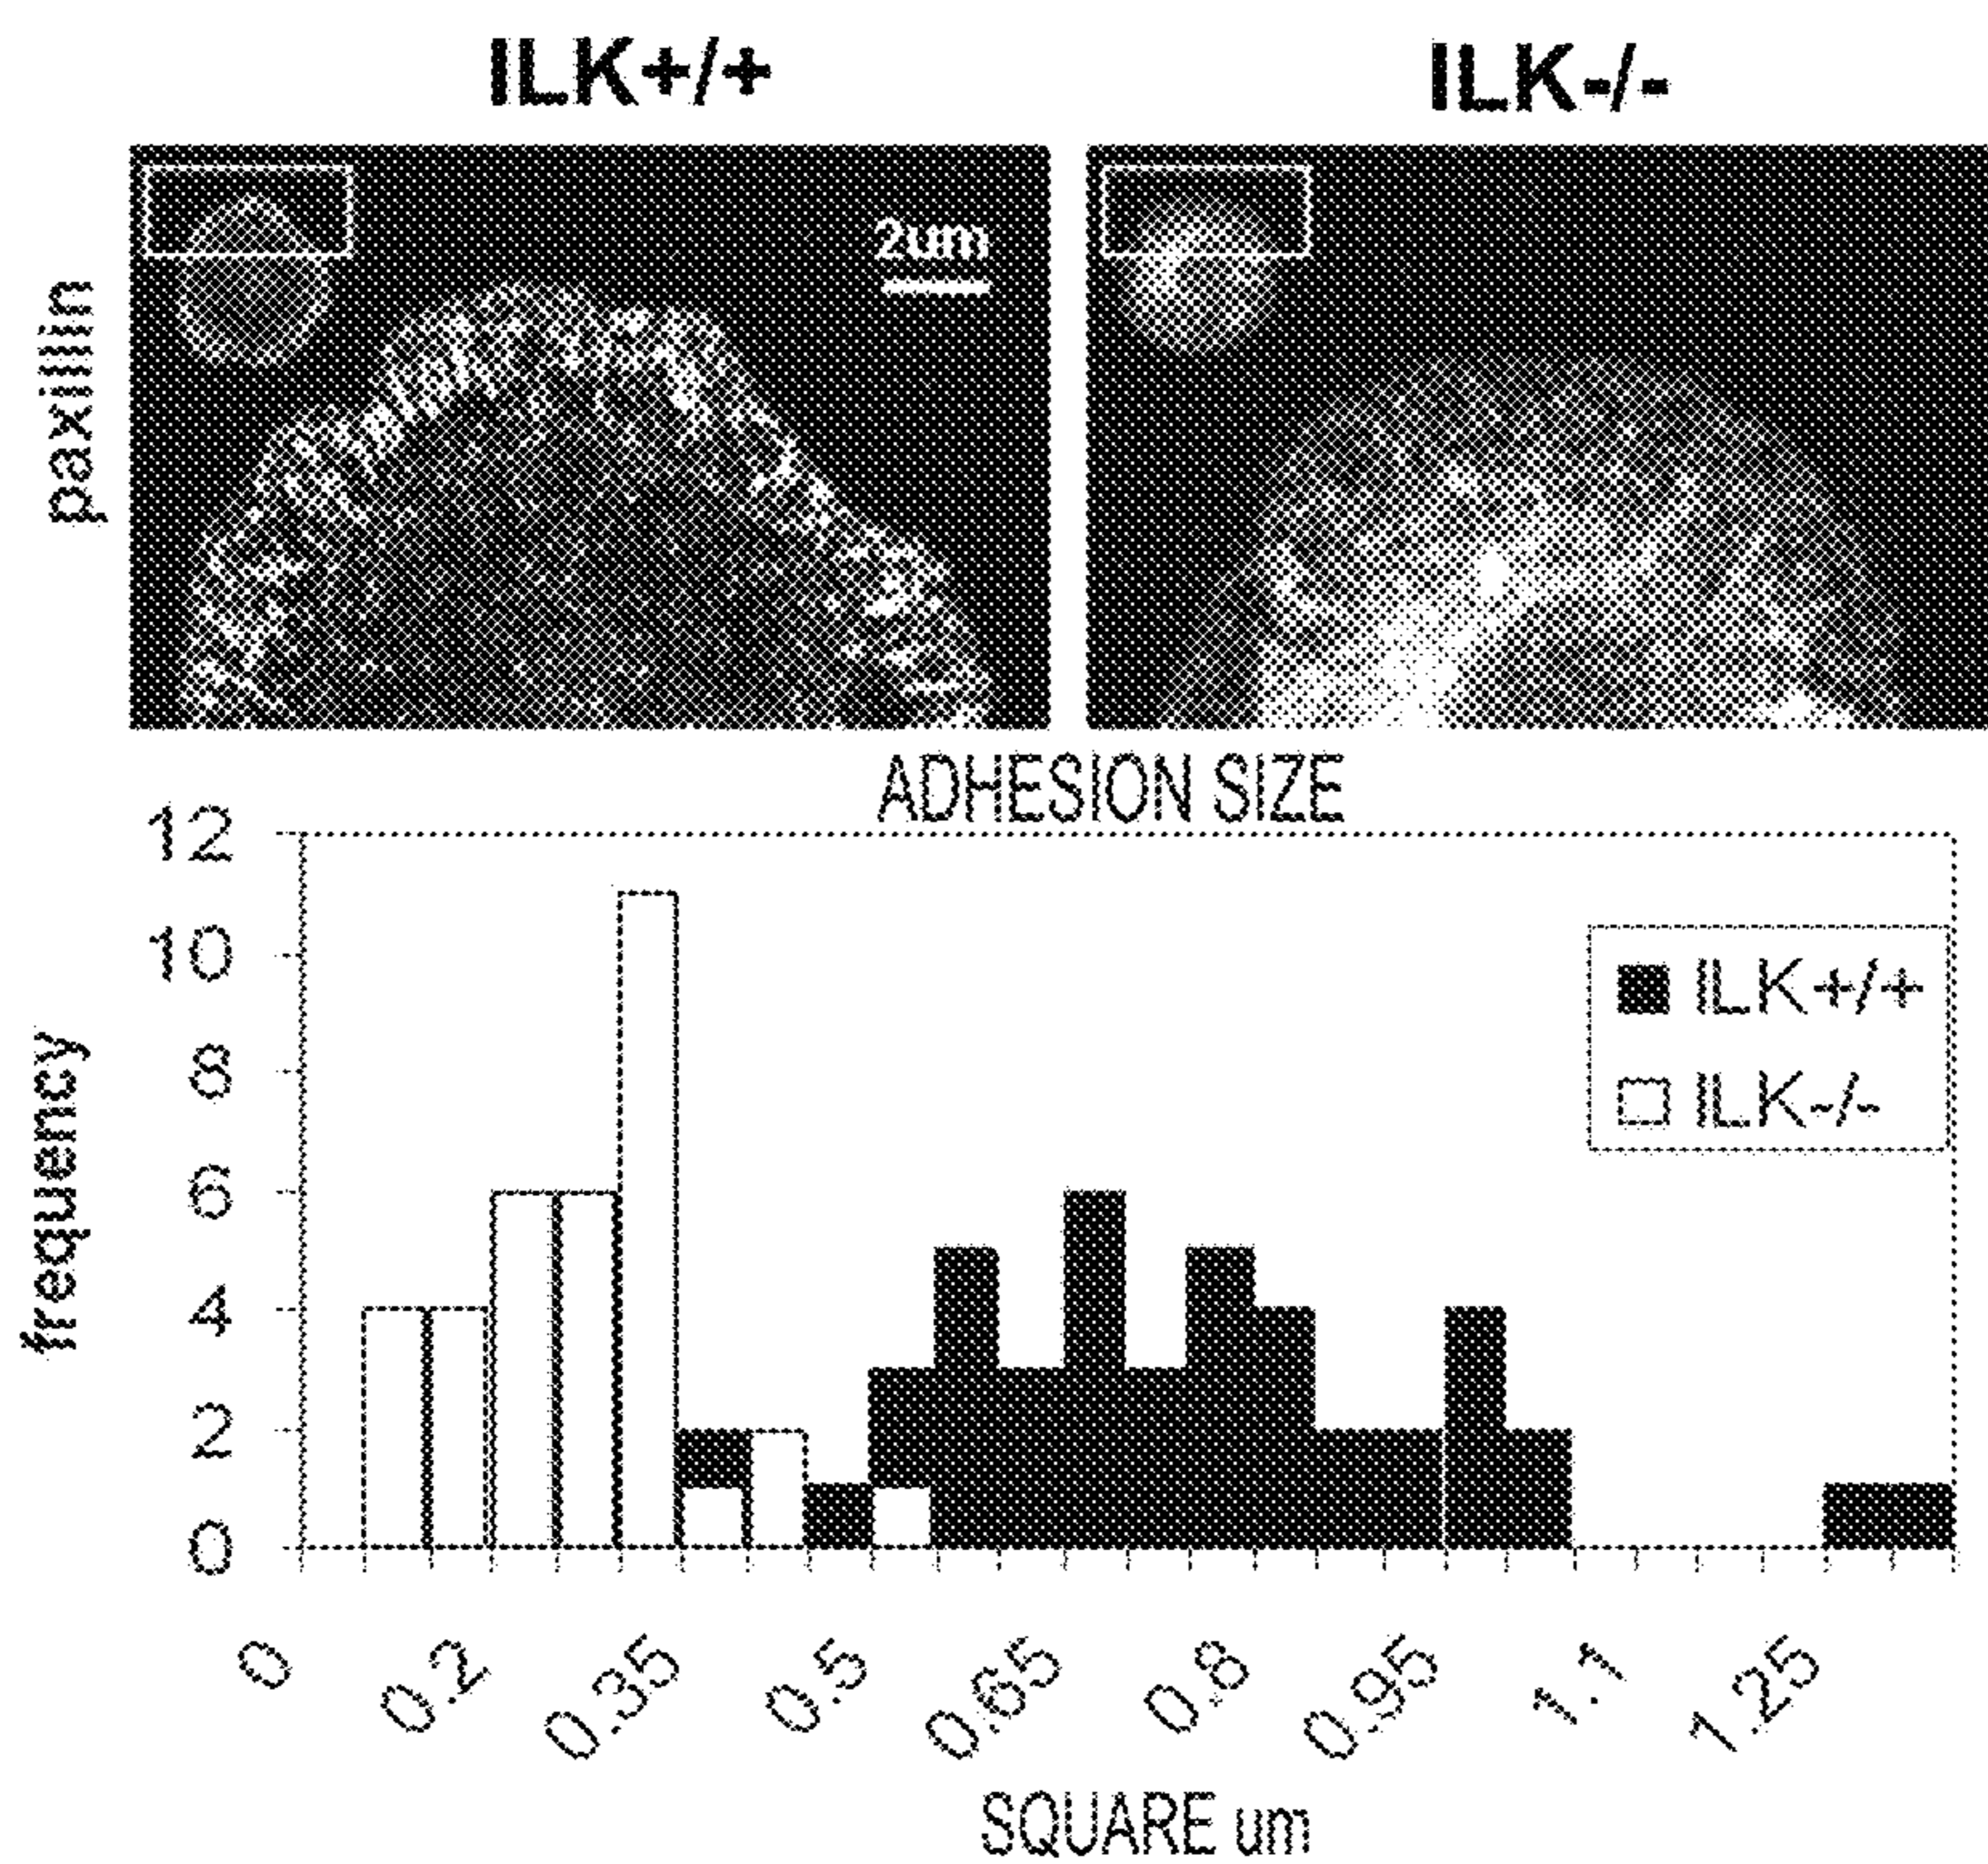 ILK+/+
ILK-/-
paxillin
2um
ADHESION SIZE
12
10
8
6
4
2
0
frequency
ILK+/+
ILK-/-
0
0.2
0.35
0.5
0.65
0.8
0.95
1.1
1.25
SQUARE um